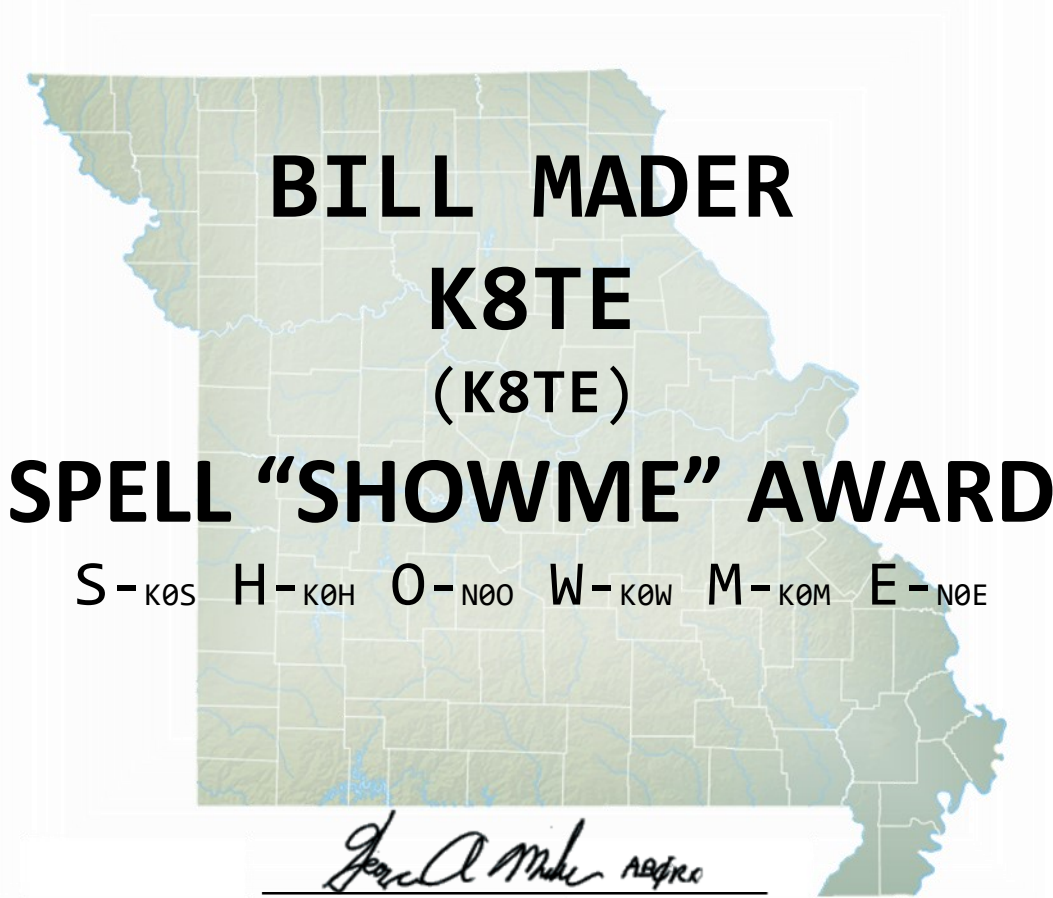 BILL MADER
K8TE
(K8TE)
SPELL “SHOWME” AWARD
S-K0S H-K0H O-N0O W-K0W M-K0M E-N0E